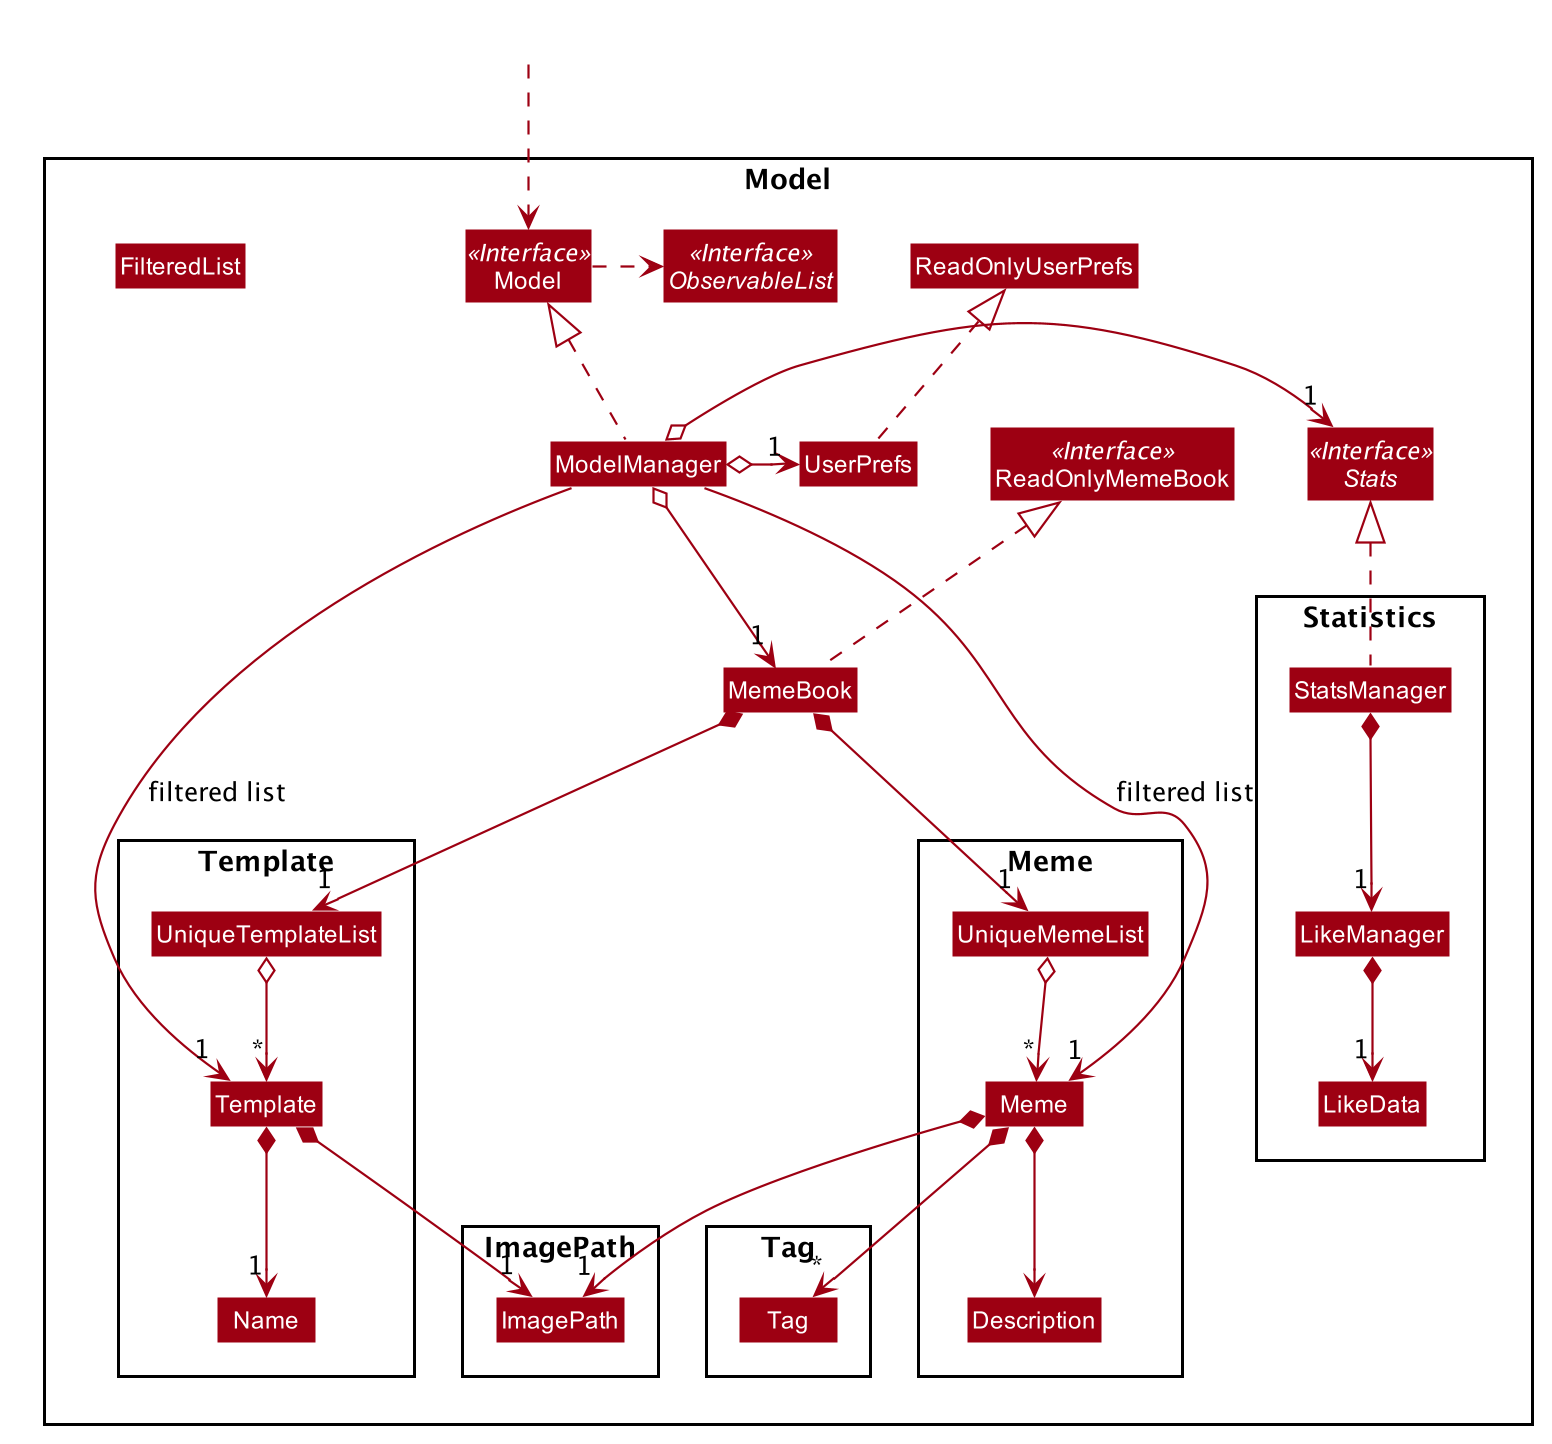 Model
FilteredList
«Interface»
Model
«Interface»
ObservableList
ReadOnlyUserPrefs
1
ModelManager
1
UserPrefs
«Interface»
ReadOnlyMemeBook
«Interface»
Stats
Statistics
1
MemeBook
StatsManager
filtered list
filtered list
Template
Meme
1
1
1
UniqueTemplateList
UniqueMemeList
LikeManager
1
*
*
1
1
Template
Meme
LikeData
ImagePath
Tag
1
1
1
*
Name
ImagePath
Tag
Description